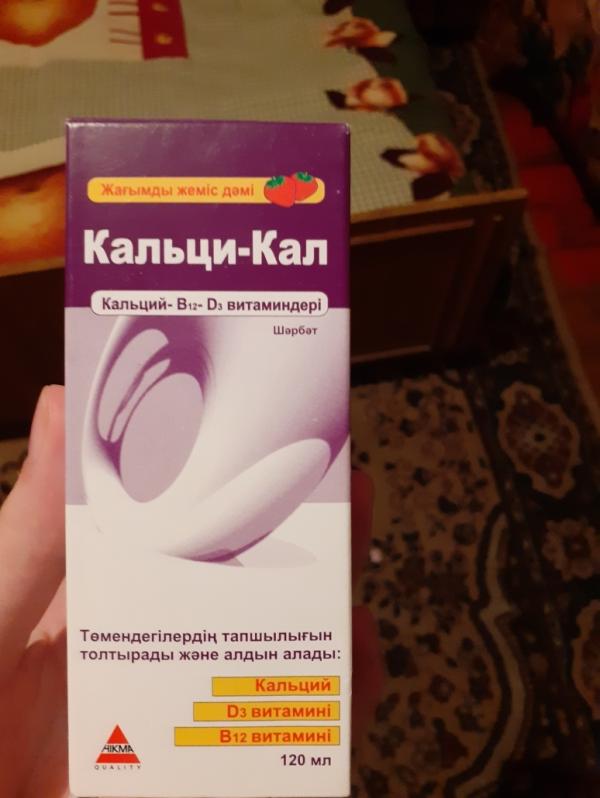 Жағымды жеміс дәмі
Кальци-Кал
Кальций- B12- D3 витаминдері
Шәрбәт
Төмендегілердің тапшылығын
толтырады және алдын алады:
Кальций
D3 витамині
B12 витамині
HIKMA
QUALITY
120 мл